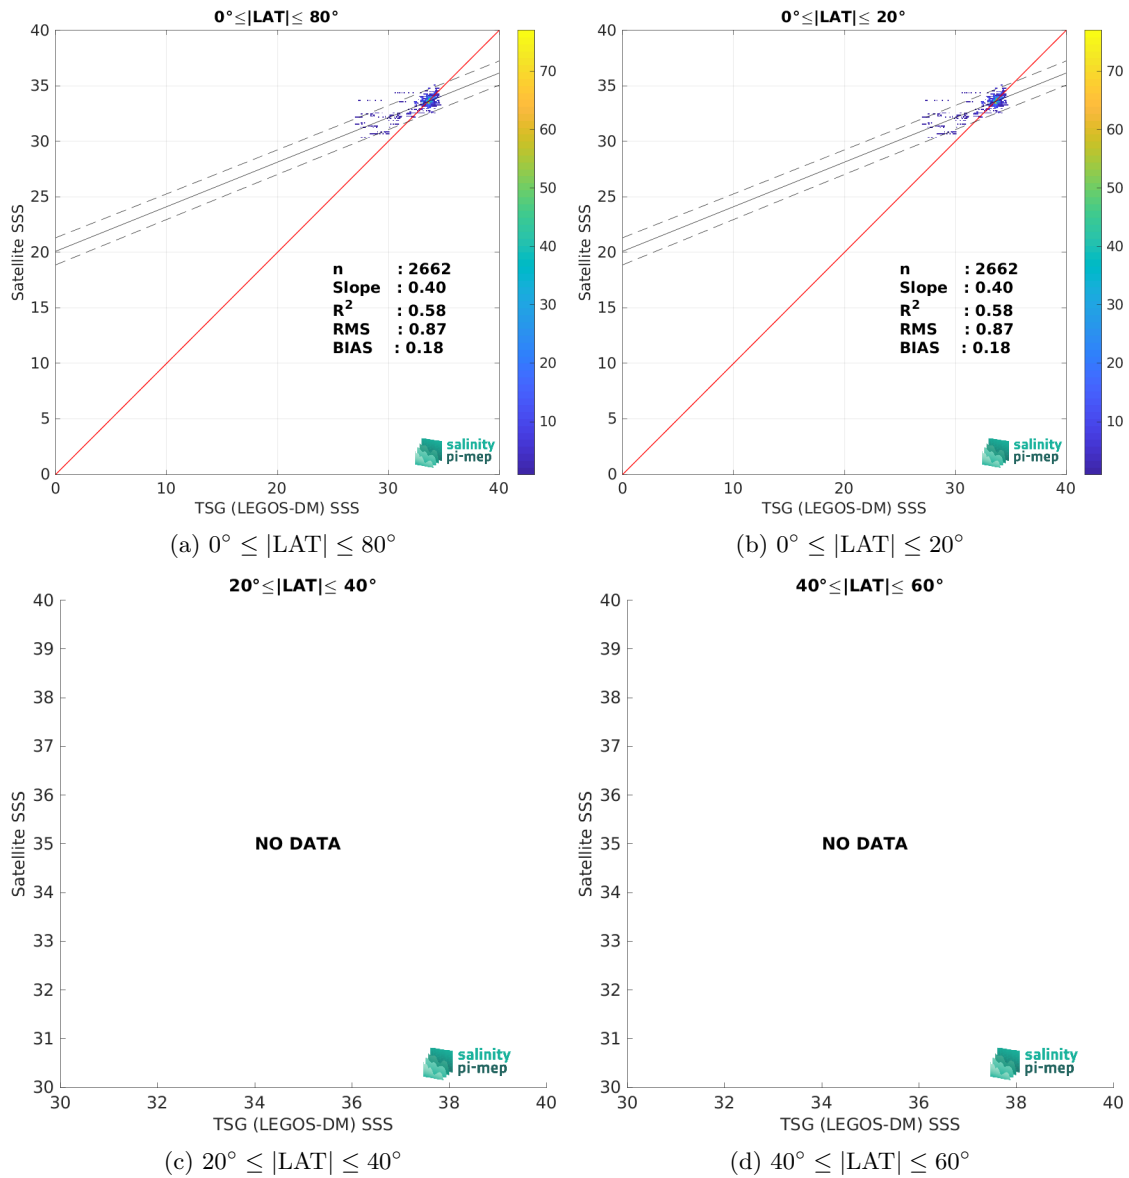 0°≤|LAT|≤ 80°
40
35
30
25
20
15
10
5
0
Satellite SSS
n : 2662
Slope : 0.40
R² : 0.58
RMS : 0.87
BIAS : 0.18
salinity
pi-mep
0 10 20 30 40
TSG (LEGOS-DM) SSS
70
60
50
40
30
20
10
(a) 0° ≤ |LAT| ≤ 80°
0°≤|LAT|≤ 20°
40
35
30
25
20
15
10
5
0
Satellite SSS
n : 2662
Slope : 0.40
R² : 0.58
RMS : 0.87
BIAS : 0.18
salinity
pi-mep
0 10 20 30 40
TSG (LEGOS-DM) SSS
70
60
50
40
30
20
10
(b) 0° ≤ |LAT| ≤ 20°
20°≤|LAT|≤ 40°
40
39
38
37
36
35
34
33
32
31
30
Satellite SSS
NO DATA
salinity
pi-mep
30 32 34 36 38 40
TSG (LEGOS-DM) SSS
(c) 20° ≤ |LAT| ≤ 40°
40°≤|LAT|≤ 60°
40
39
38
37
36
35
34
33
32
31
30
Satellite SSS
NO DATA
salinity
pi-mep
30 32 34 36 38 40
TSG (LEGOS-DM) SSS
(d) 40° ≤ |LAT| ≤ 60°